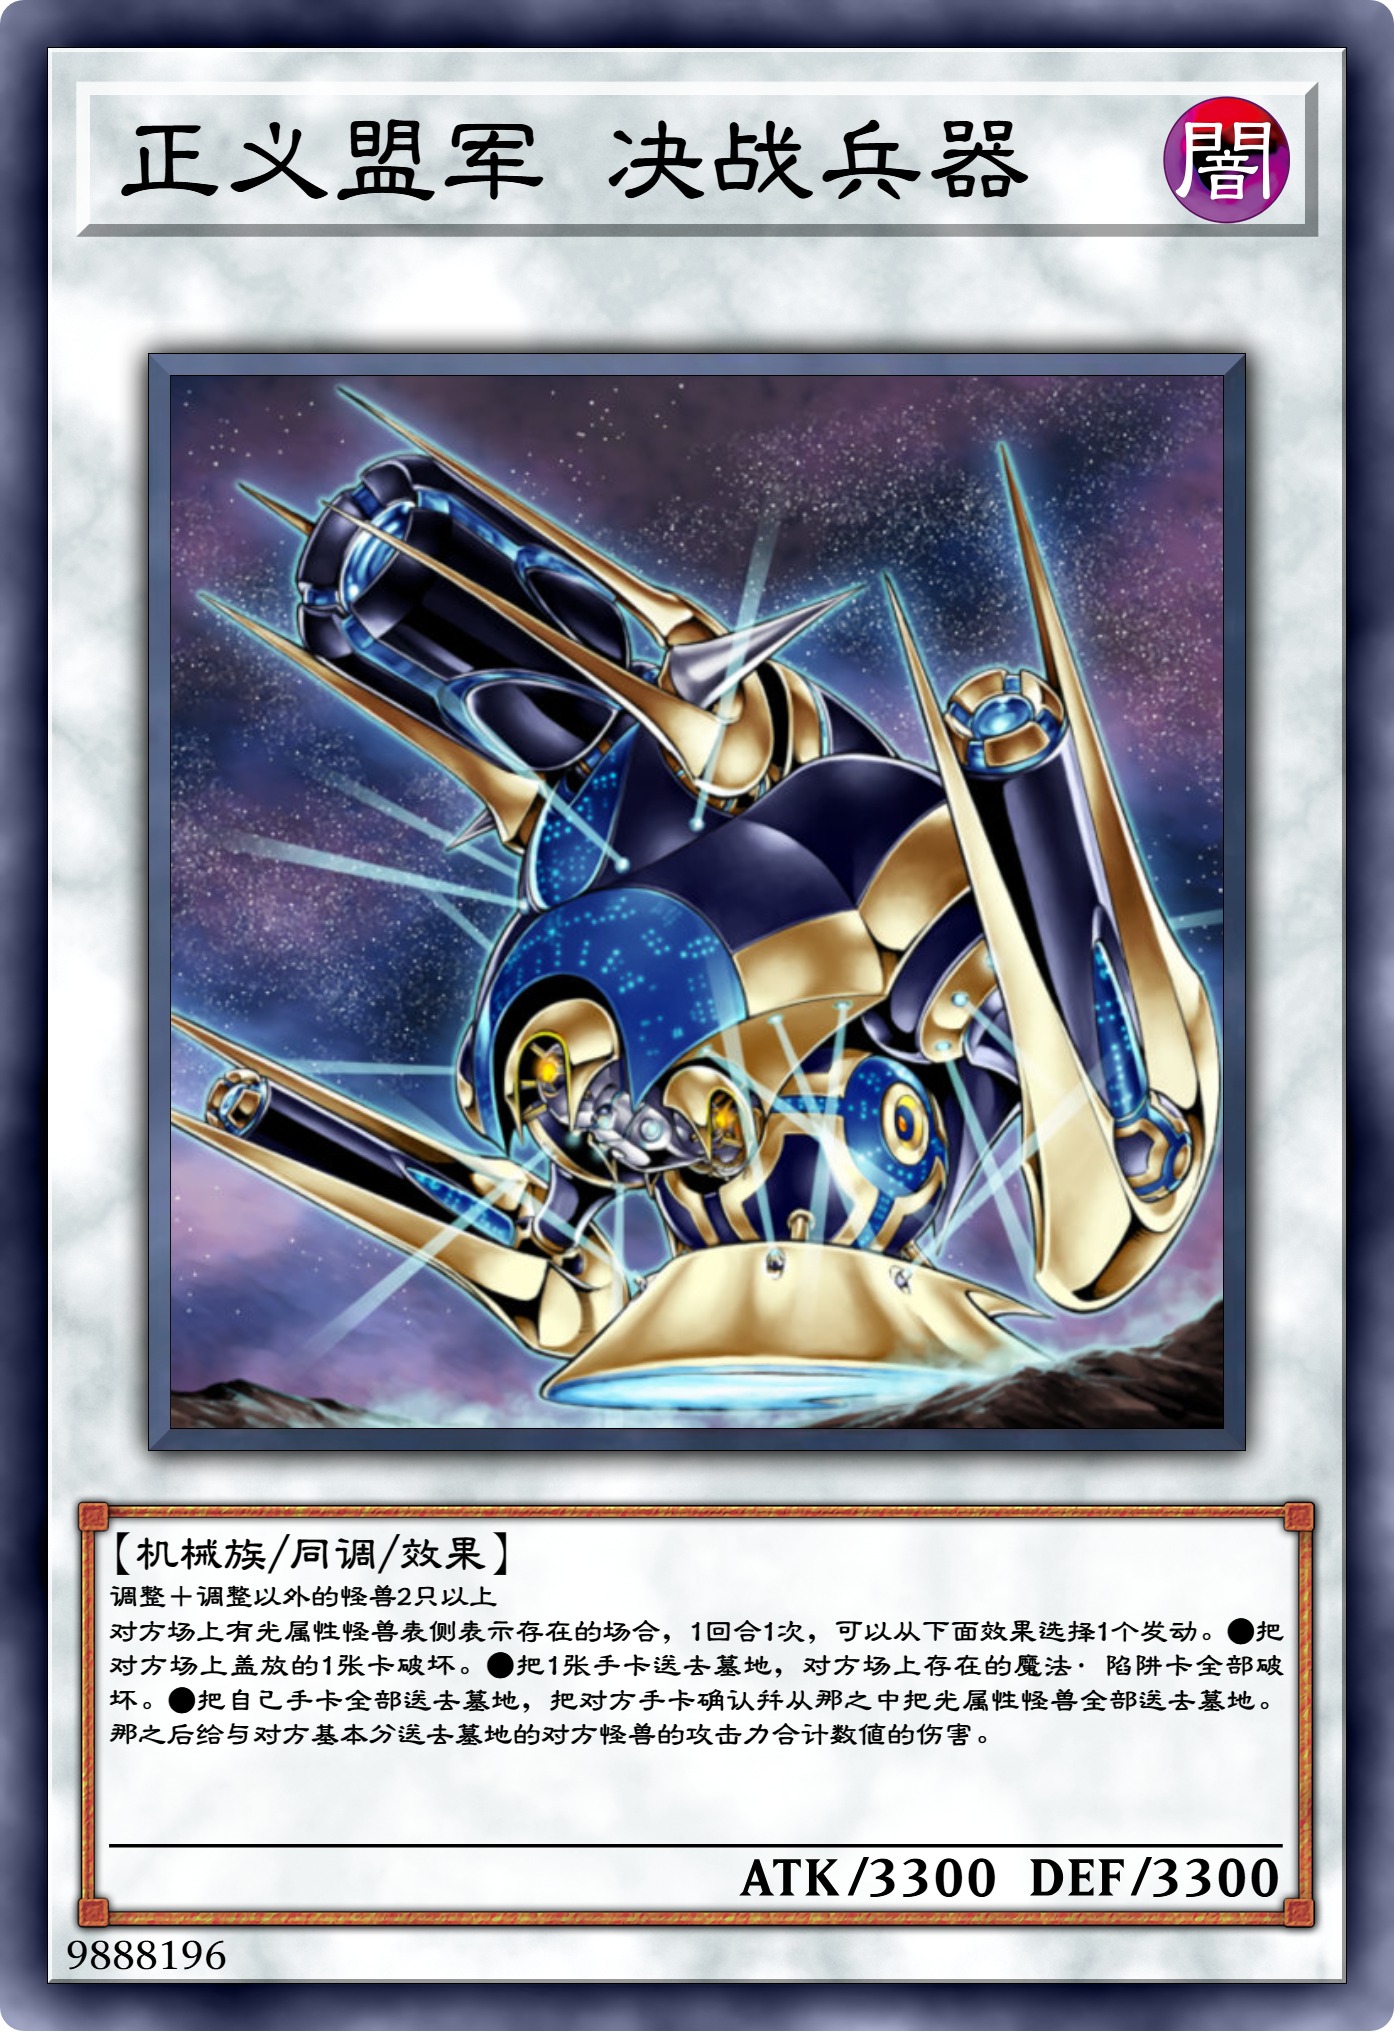 正义盟军 决战兵器
闇
【机械族/同调/效果】
调整＋调整以外的怪兽2只以上
对方场上有光属性怪兽表侧表示存在的场合，1回合1次，可以从下面效果选择1个发动。●把
对方场上盖放的1张卡破坏。●把1张手卡送去墓地，对方场上存在的魔法·陷阱卡全部破
坏。●把自己手卡全部送去墓地，把对方手卡确认并从那之中把光属性怪兽全部送去墓地。
那之后给与对方基本分送去墓地的对方怪兽的攻击力合计数值的伤害。
ATK/3300 DEF/3300
9888196